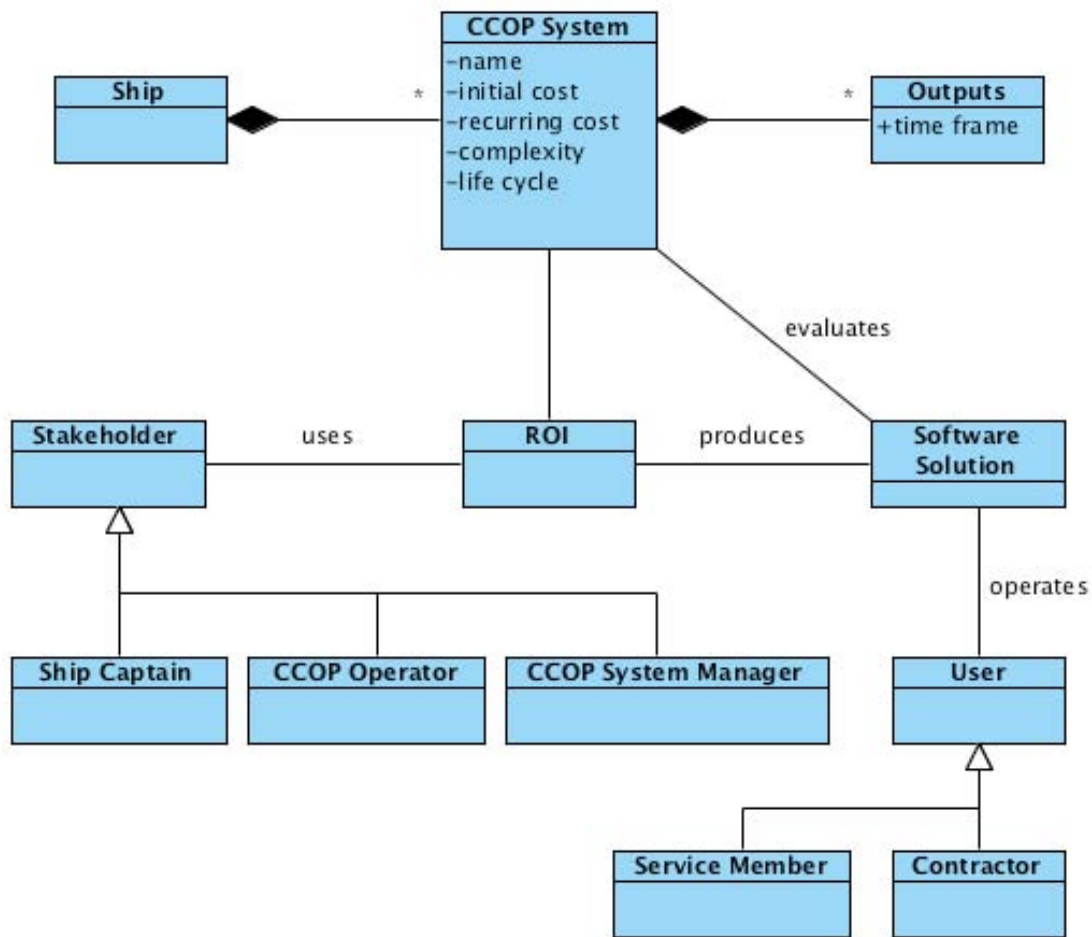 CCOP System
-name
-initial cost
-recurring cost
-complexity
-life cycle
Ship
*
*
Outputs
+time frame
evaluates
Stakeholder
uses
ROI
produces
Software
Solution
operates
Ship Captain
CCOP Operator
CCOP System Manager
User
Service Member
Contractor